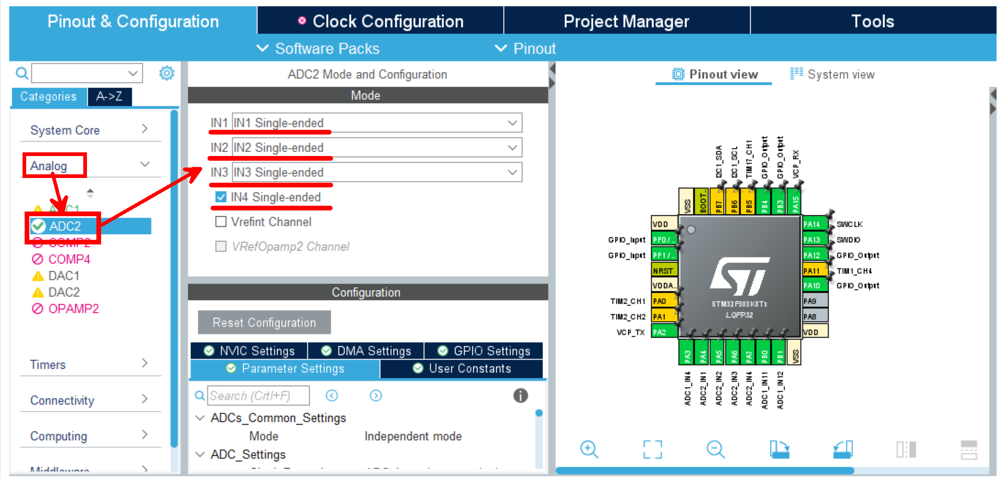 Pinout & Configuration
Clock Configuration
Project Manager
Tools
Software Packs
Pinout
Categories
A->Z
System Core
Analog
ADC1
ADC2
COMP2
COMP4
DAC1
DAC2
OPAMP2
Timers
Connectivity
Computing
Middleware
ADC2 Mode and Configuration
Mode
IN1 IN1 Single-ended
IN2 IN2 Single-ended
IN3 IN3 Single-ended
IN4 Single-ended
Vrefint Channel
VRefOpamp2 Channel
Configuration
Reset Configuration
NVIC Settings
DMA Settings
GPIO Settings
Parameter Settings
User Constants
Search (Crtl+F)
ADCs_Common_Settings
Mode Independent mode
ADC_Settings
Pinout view
System view
I2C1_SDA
I2C1_SCL
TIM17_CH1
GPIO_Output
GPIO_Output
VCP_RX
VSS
BOOT..
PB7
PB6
PB5
PB4
PB3
PA15
VDD
GPIO_Input PF0/..
GPIO_Input PF1/..
NRST
VDDA..
TIM2_CH1 PA0
TIM2_CH2 PA1
VCP_TX PA2
STM32F303K8Tx
LQFP32
PA14 SWCLK
PA13 SWDIO
PA12 GPIO_Output
PA11 TIM1_CH4
PA10 GPIO_Output
PA9
PA8
VDD
PA3
PA4
PA5
PA6
PA7
PB0
PB1
VSS
ADC1_IN4
ADC2_IN1
ADC2_IN2
ADC2_IN3
ADC2_IN4
ADC1_IN11
ADC1_IN12